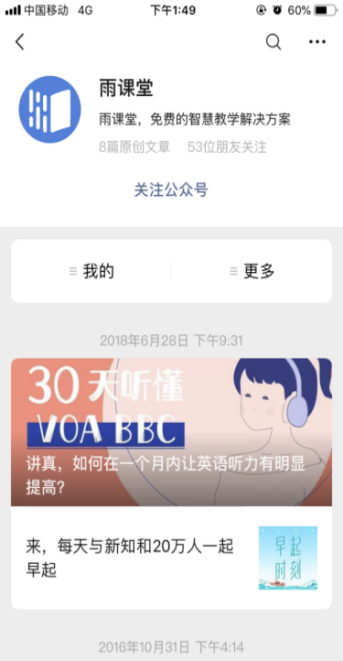 中国移动 4G 下午1:49 60%
雨课堂
雨课堂，免费的智慧教学解决方案
8篇原创文章 53位朋友关注
关注公众号
我的 更多
2018年6月28日 下午9:31
30天听懂
VOA BBC
讲真，如何在一个月内让英语听力有明显
提高？
来，每天与新知和20万人一起
早起
早起
时刻
2016年10月31日 下午4:14